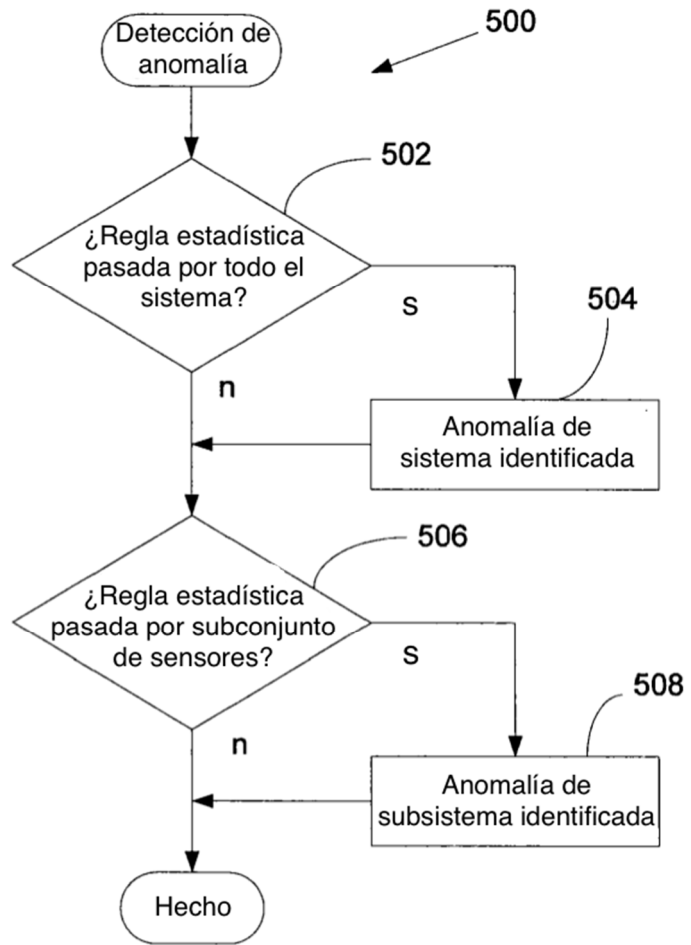 Detección de
anomalía
500
502
¿Regla estadística
pasada por todo el
sistema?
s
504
n
Anomalía de
sistema identificada
506
¿Regla estadística
pasada por subconjunto
de sensores?
s
508
n
Anomalía de
subsistema identificada
Hecho